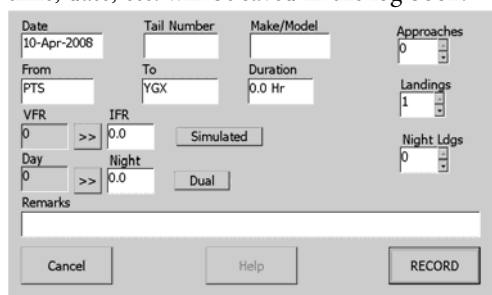 Date Tail Number Make/Model Approaches
10-Apr-2008 0
From To Duration
PTS YGX 0.0 Hr Landings
1
VFR IFR
0 >> 0.0 Simulated
Night Ldgs
Day Night 0
0 >> 0.0 Dual
Remarks
Cancel Help RECORD